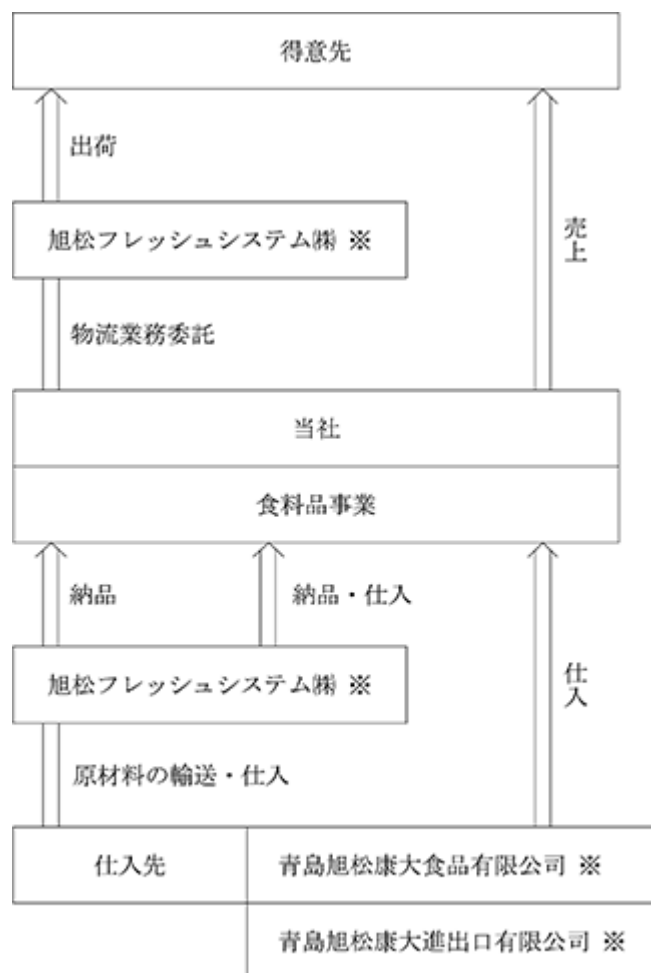 得意先
出荷
旭松フレッシュシステム㈱ ※
売上
物流業務委託
当社
食料品事業
納品
納品・仕入
旭松フレッシュシステム㈱ ※
仕入
原材料の輸送・仕入
仕入先
青島旭松康大食品有限公司 ※
青島旭松康大進出口有限公司 ※